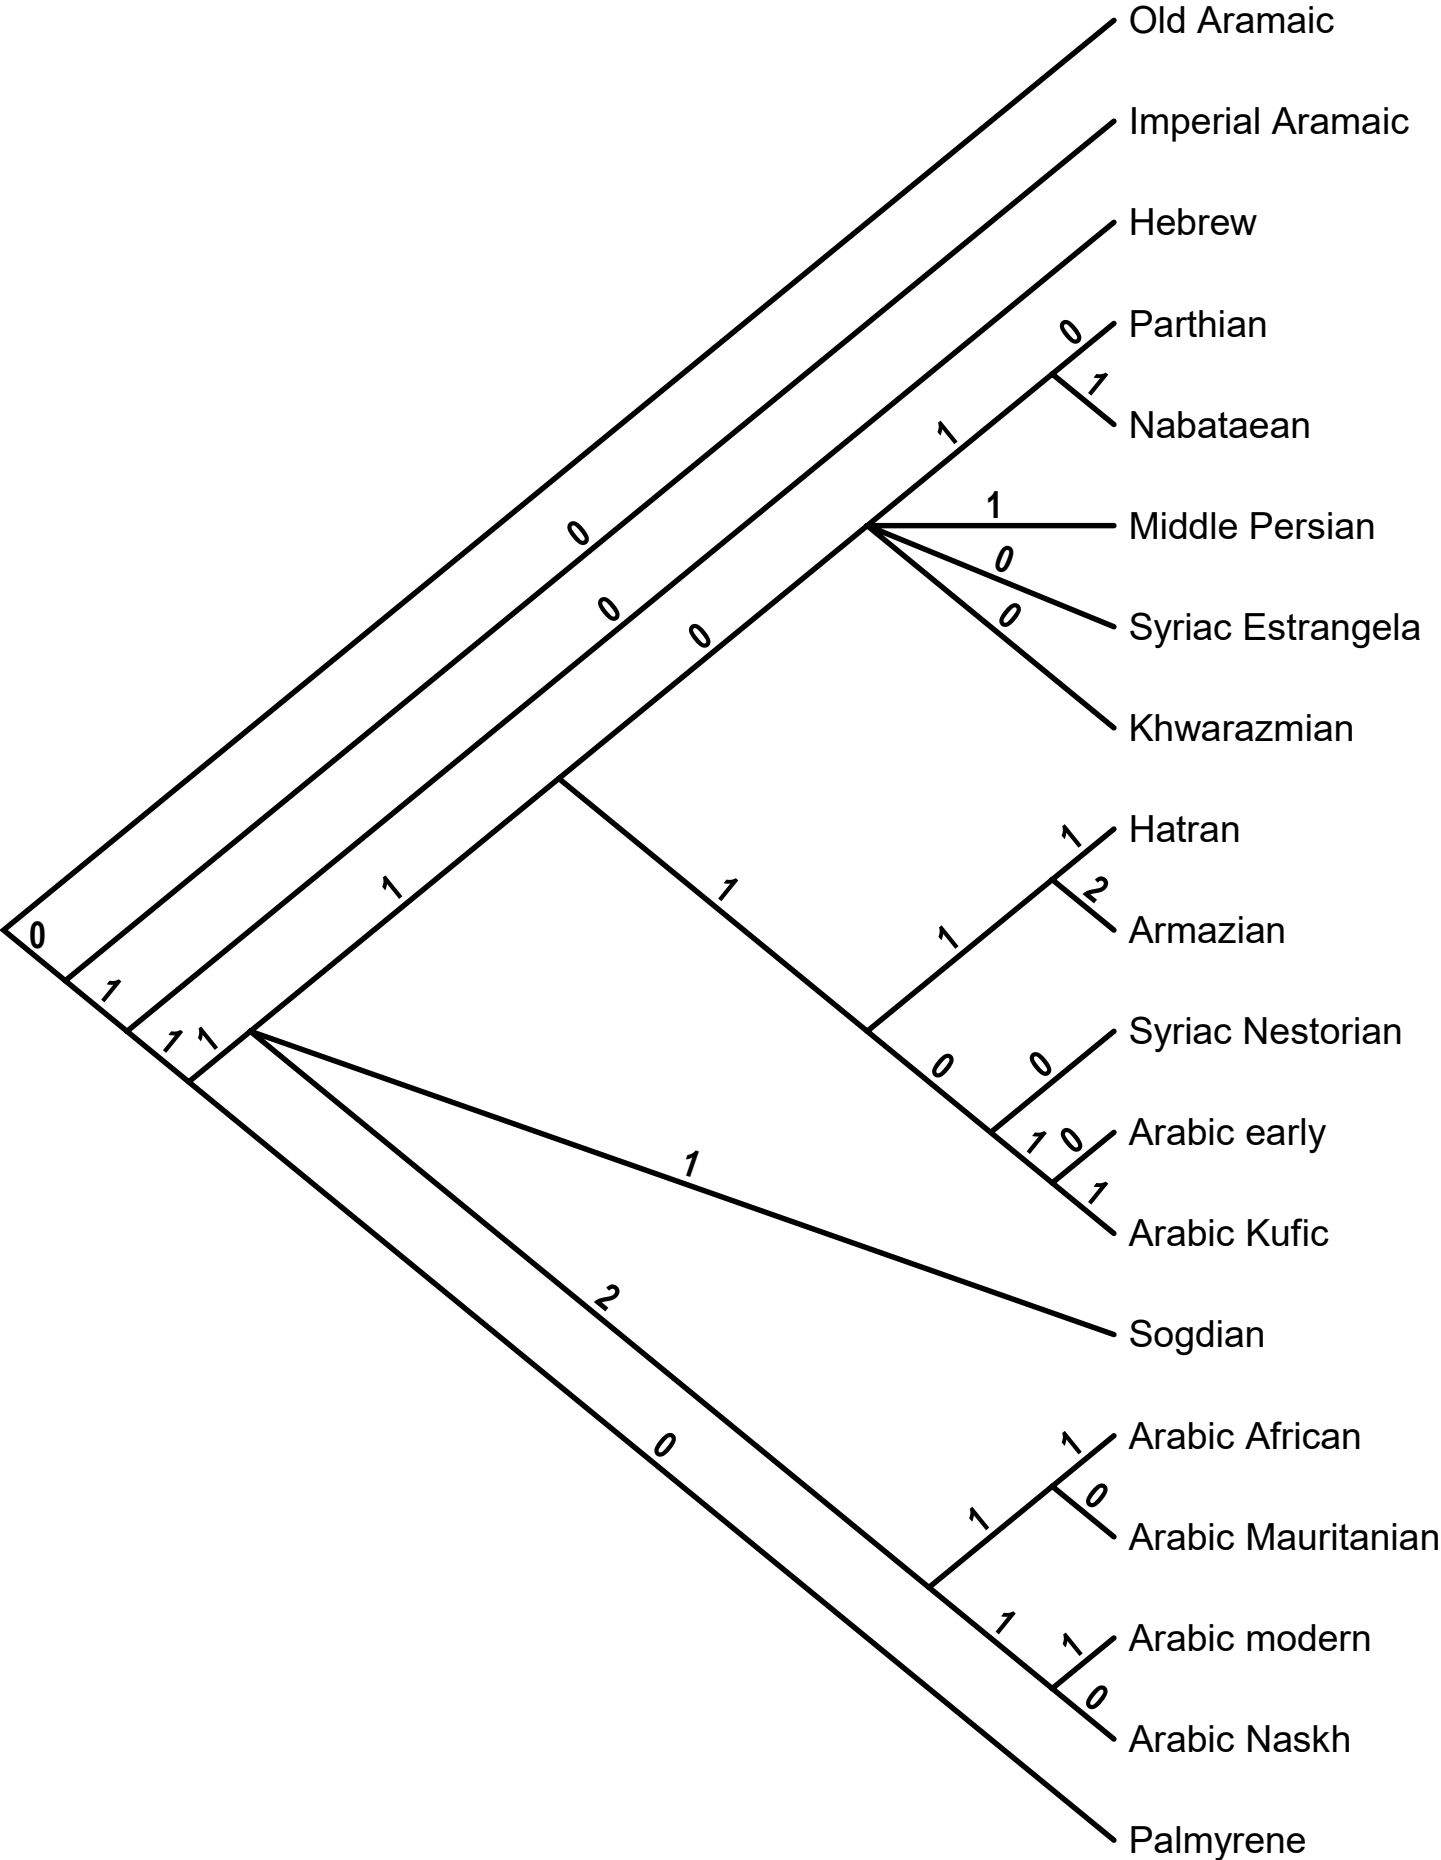 Old Aramaic
Imperial Aramaic
Hebrew
0
Parthian
1
Nabataean
1
1
Middle Persian
0
0
Syriac Estrangela
0
0
0
Khwarazmian
1
Hatran
1
1
2
Armazian
0
1
1
Syriac Nestorian
1
1
0
0
1
0
Arabic early
1
1
Arabic Kufic
2
Sogdian
0
1
Arabic African
1
0
Arabic Mauritanian
1
1
Arabic modern
0
Arabic Naskh
Palmyrene